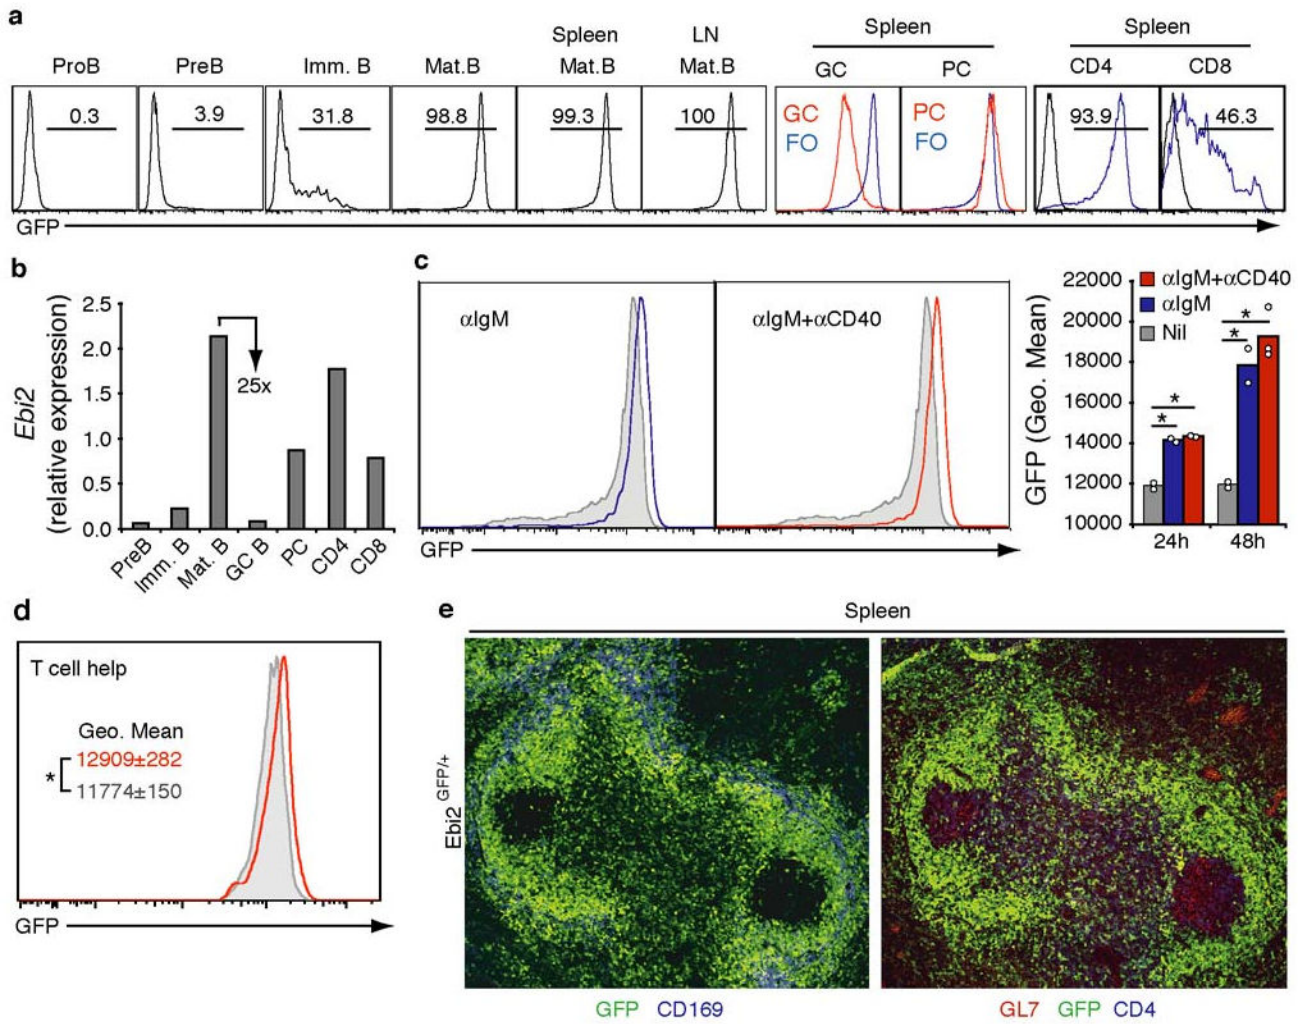 a
Spleen LN Spleen Spleen
ProB PreB Imm. B Mat.B Mat.B Mat.B GC PC CD4 CD8
0.3 3.9 31.8 98.8 99.3 100 GC PC 93.9 46.3
FO FO
GFP
b
Ebi2
(relative expression)
2.5
2.0
1.5
1.0
0.5
0.0
25x
PreB Imm. B Mat. B GC B PC CD4 CD8
c
αIgM αIgM+αCD40
GFP
GFP (Geo. Mean)
22000
20000
18000
16000
14000
12000
10000
αIgM+αCD40
αIgM
Nil
* *
* *
24h 48h
d
T cell help
Geo. Mean
12909±282
*
11774±150
GFP
e
Spleen
Ebi2 GFP/+
GFP CD169
GL7 GFP CD4